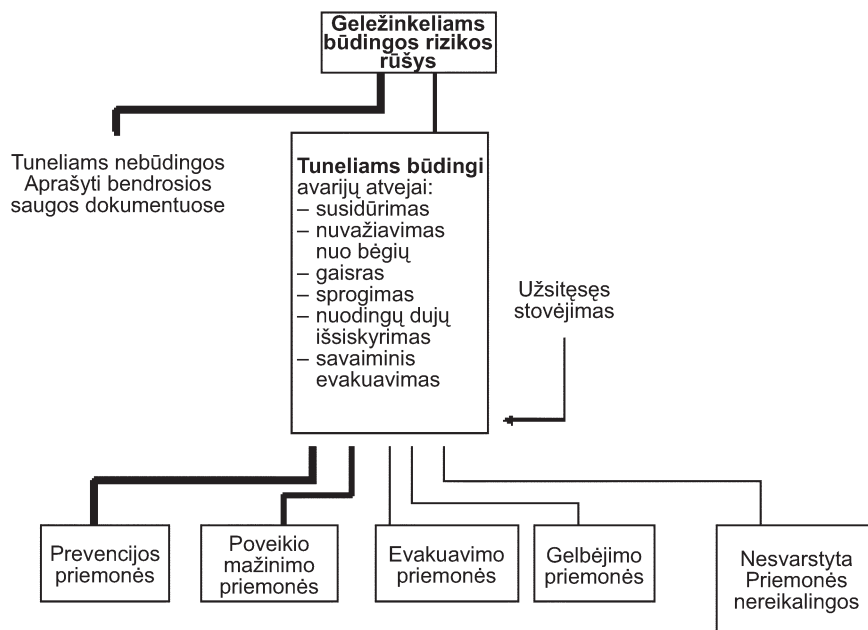 Geležinkeliams
būdingos rizikos
rūšys
Tuneliams nebūdingos
Aprašyti bendrosios
saugos dokumentuose
Tuneliams būdingi
avarijų atvejai:
– susidūrimas
– nuvažiavimas
nuo bėgių
– gaisras
– sprogimas
– nuodingų dujų
išsiskyrimas
– savaiminis
evakuavimas
Užsitęsęs
stovėjimas
Prevencijos
priemonės
Poveikio
mažinimo
priemonės
Evakuavimo
priemonės
Gelbėjimo
priemonės
Nesvarstyta
Priemonės
nereikalingos